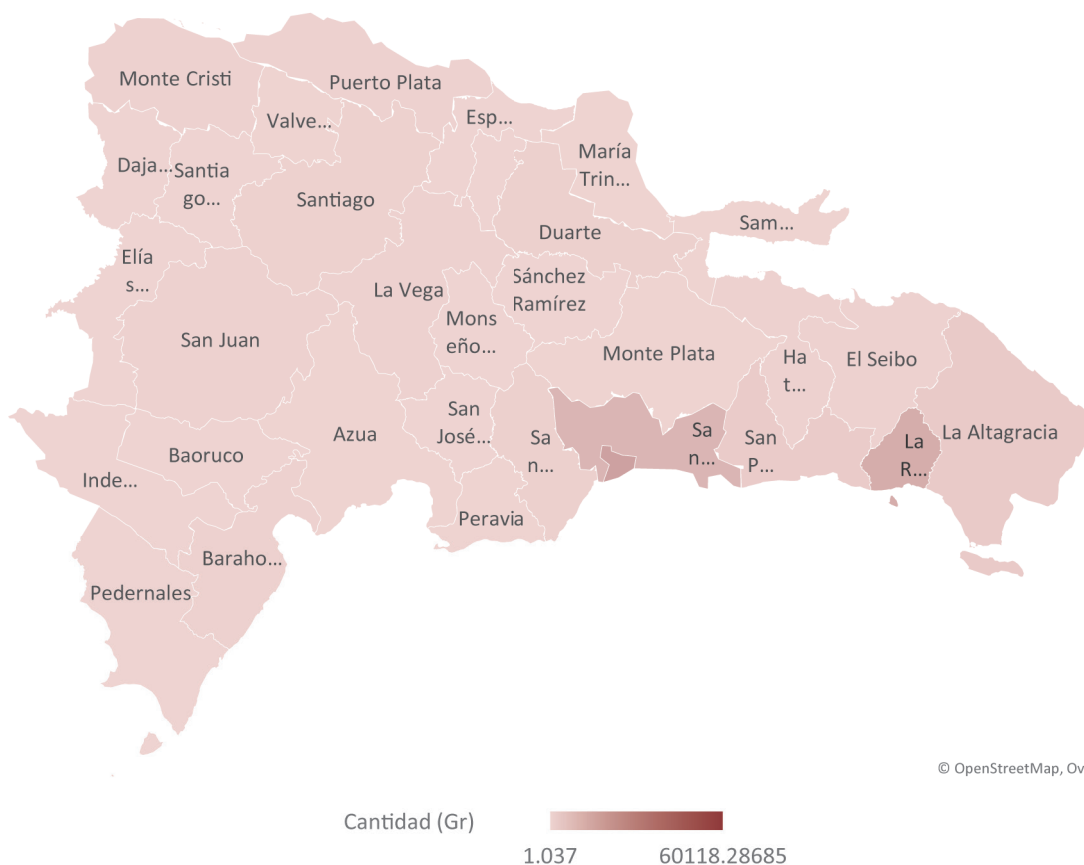 Monte Cristi
Puerto Plata
Valve...
Esp...
María
Trin...
Daja...
Santia
go...
Santiago
Sam...
Duarte
Elía
s...
La Vega
Sánchez
Ramírez
Mons
eño...
San Juan
Monte Plata
Ha
t...
El Seibo
San
José...
Azua
Sa
n...
Sa
n...
San
P...
La
R...
La Altagracia
Baoruco
Inde...
Peravia
Baraho...
Pedernales
© OpenStreetMap, Ov
Cantidad (Gr)
1.037
60118.28685